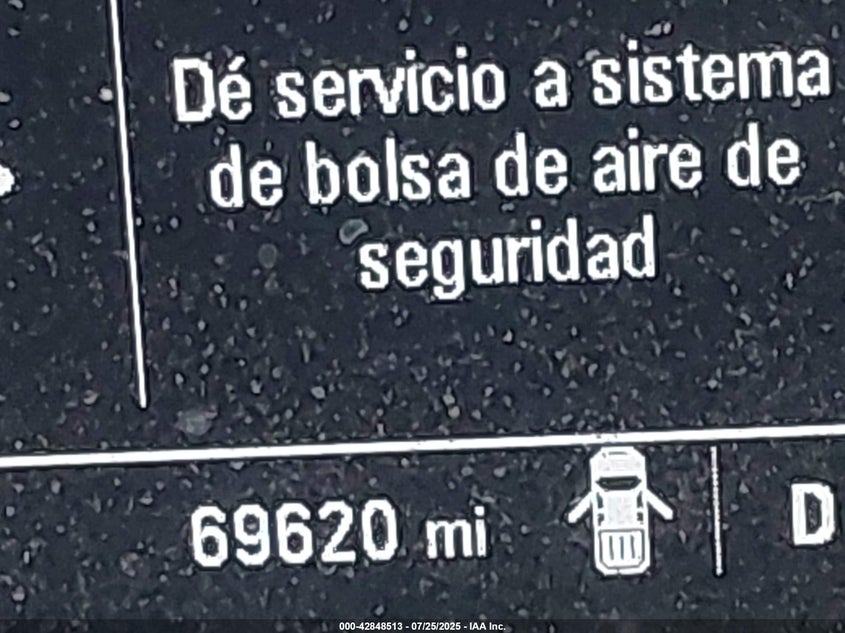 Dé servicio a sistema
de bolsa de aire de
seguridad
69620 mi D
000-42848513 - 07/25/2025 - IAA Inc.